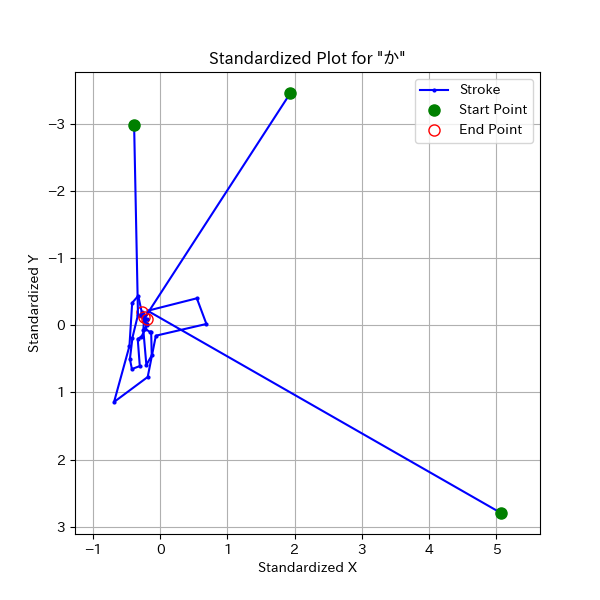 Standardized Plot for "か"
Stroke
Start Point
End Point
−3
−2
−1
0
1
2
3
Standardized Y
−1 0 1 2 3 4 5
Standardized X